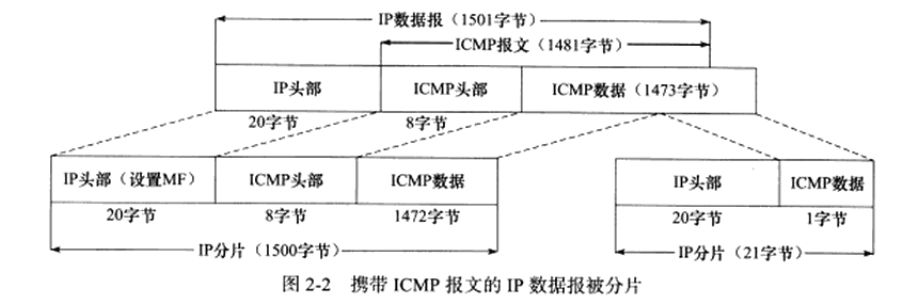 IP数据报（1501字节）
ICMP报文（1481字节）
IP头部 ICMP头部 ICMP数据（1473字节）
20字节 8字节
IP头部（设置MF） ICMP头部 ICMP数据 IP头部 ICMP数据
20字节 8字节 1472字节 20字节 1字节
IP分片（1500字节） IP分片（21字节）
图 2-2 携带 ICMP 报文的 IP 数据报被分片